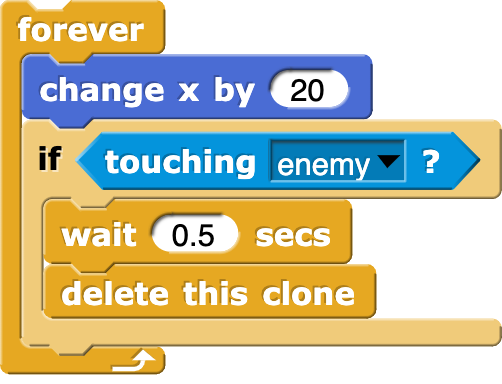 forever
change x by 20
if touching enemy ?
wait 0.5 secs
delete this clone